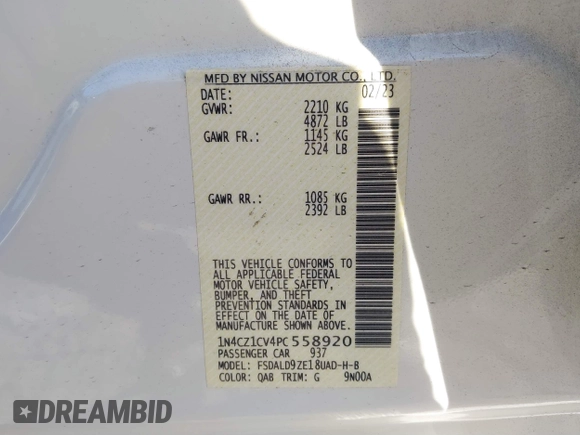 MFD BY NISSAN MOTOR CO., LTD.
DATE: 02/23
GVWR: 2210 KG
4872 LB
GAWR FR.: 1145 KG
2524 LB
GAWR RR.: 1085 KG
2392 LB
THIS VEHICLE CONFORMS TO
ALL APPLICABLE FEDERAL
MOTOR VEHICLE SAFETY,
BUMPER, AND THEFT
PREVENTION STANDARDS IN
EFFECT ON THE DATE OF
MANUFACTURE SHOWN ABOVE.
1N4CZ1CV4PC558920
PASSENGER CAR 937
MODEL: FSDALD9ZE18UAD-H-B
COLOR: QAB TRIM: G 9N00A
DREAMBID